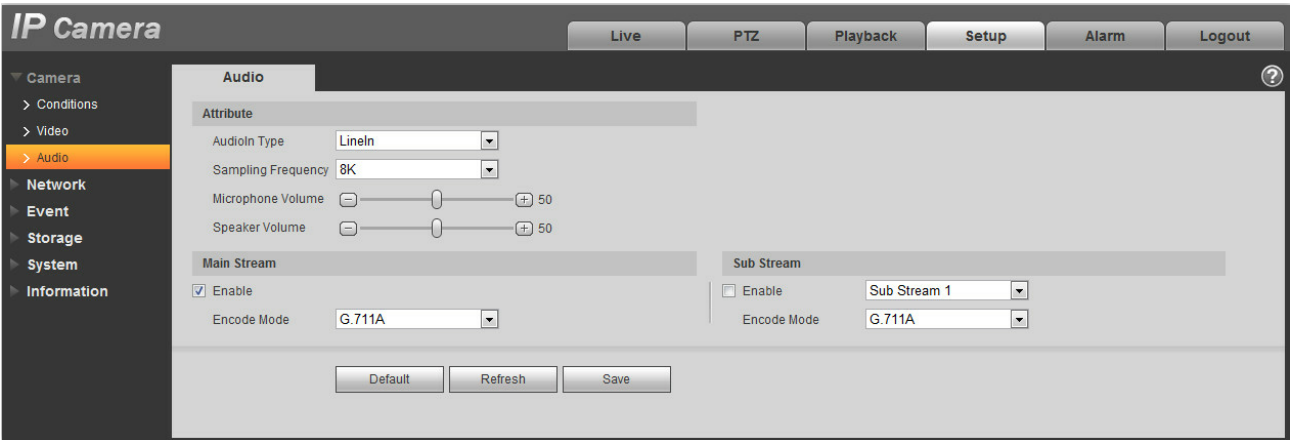 IP Camera
Live
PTZ
Playback
Setup
Alarm
Logout
Camera
Conditions
Video
Audio
Network
Event
Storage
System
Information
Audio
?
Attribute
AudioIn Type LineIn
Sampling Frequency 8K
Microphone Volume 50
Speaker Volume 50
Main Stream
Enable
Encode Mode G.711A
Sub Stream
Enable Sub Stream 1
Encode Mode G.711A
Default
Refresh
Save